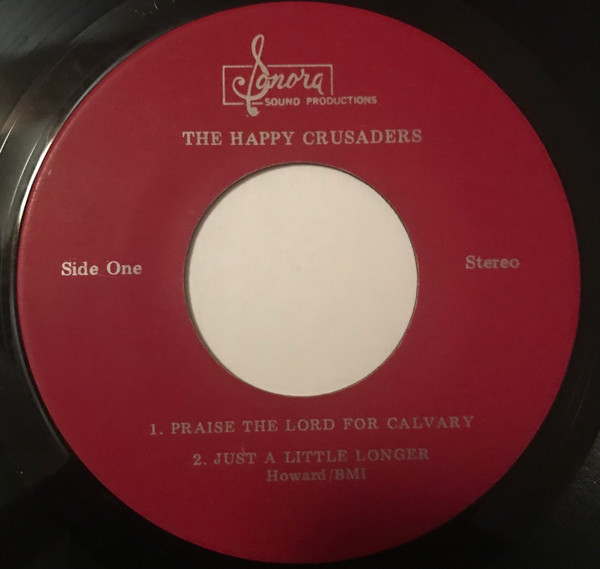 Sonora
SOUND PRODUCTIONS
THE HAPPY CRUSADERS
Side One
Stereo
1. PRAISE THE LORD FOR CALVARY
2. JUST A LITTLE LONGER
Howard/BMI